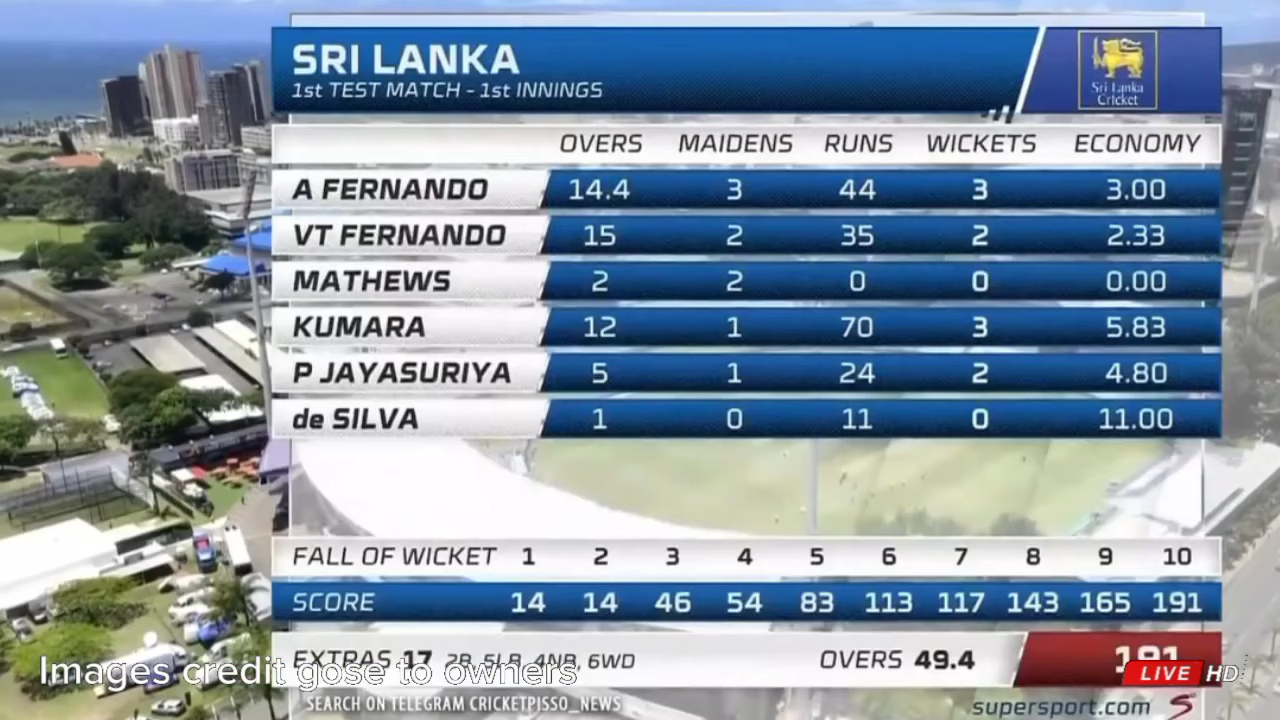 SRI LANKA
1st TEST MATCH - 1st INNINGS
Sri Lanka
Cricket
OVERS MAIDENS RUNS WICKETS ECONOMY
A FERNANDO 14.4 3 44 3 3.00
VT FERNANDO 15 2 35 2 2.33
MATHEWS 2 2 0 0 0.00
KUMARA 12 1 70 3 5.83
P JAYASURIYA 5 1 24 2 4.80
de SILVA 1 0 11 0 11.00
FALL OF WICKET 1 2 3 4 5 6 7 8 9 10
SCORE 14 14 46 54 83 113 117 143 165 191
EXTRAS 17 2B, 5LB, 4NB, 6WD OVERS 49.4 191
Images credit gose to owners
LIVE HD
SEARCH ON TELEGRAM CRICKETPISSO_NEWS
supersport.com S